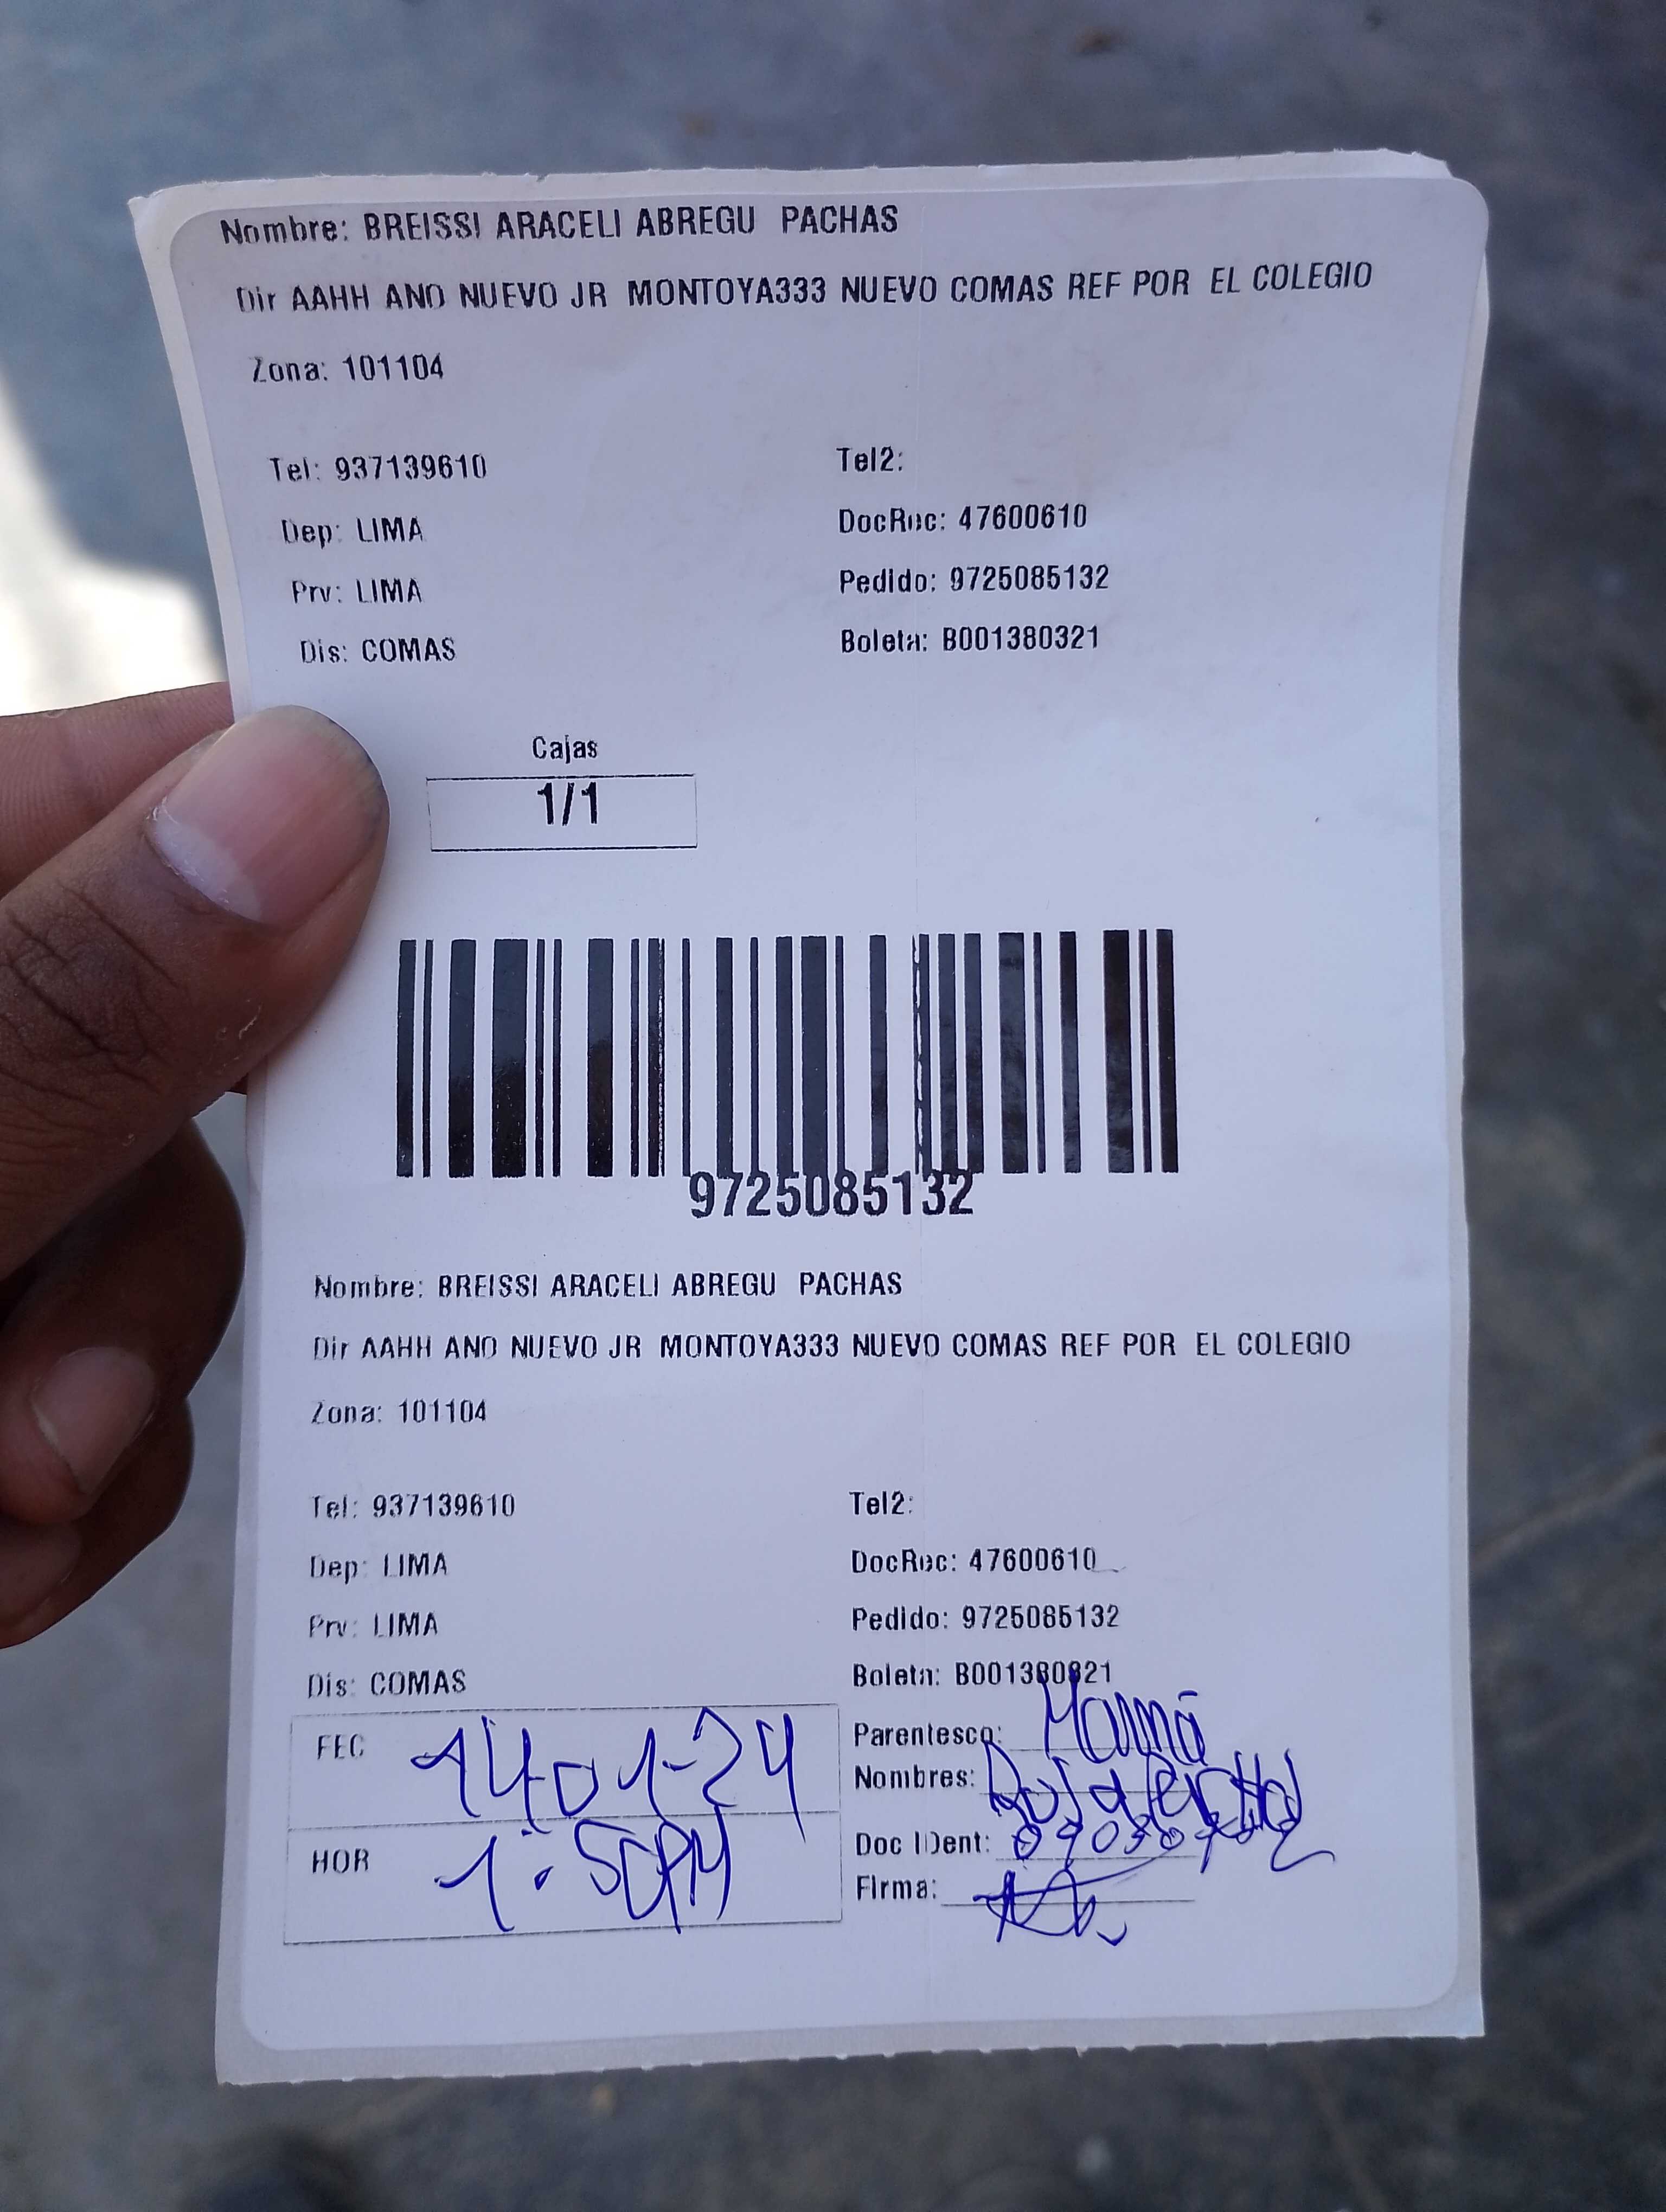 Nombre: BREISSI ARACELI ABREGU PACHAS
Dir AAHH ANO NUEVO JR MONTOYA333 NUEVO COMAS REF POR EL COLEGIO
Zona: 101104
Tel: 937139610 Tel2:
Dep: LIMA DocRec: 47600610
Prv: LIMA Pedido: 9725085132
Dis: COMAS Boleta: B001380321
Cajas
1/1
9725085132
Nombre: BREISSI ARACELI ABREGU PACHAS
Dir AAHH ANO NUEVO JR MONTOYA333 NUEVO COMAS REF POR EL COLEGIO
Zona: 101104
Tel: 937139610 Tel2:
Dep: LIMA DocRec: 47600610
Prv: LIMA Pedido: 9725085132
Dis: COMAS Boleta: B001380321
FEC 14-01-24 Parentesco: Mamá
Nombres:
HOR 1:50PM Doc IDent:
Firma: